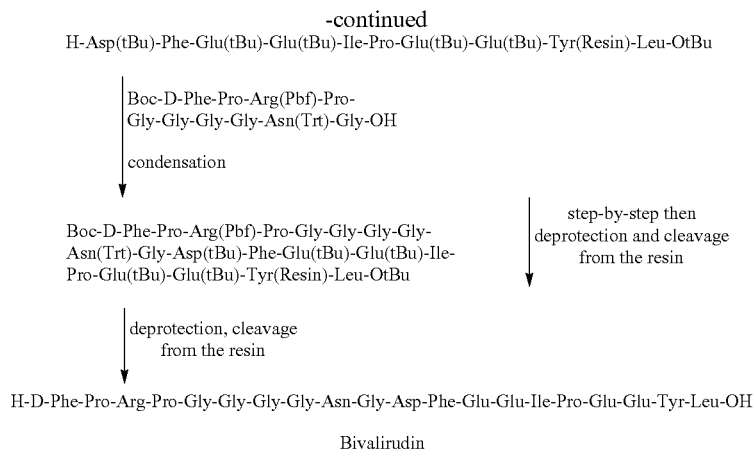 -continued
H-Asp(tBu)-Phe-Glu(tBu)-Glu(tBu)-Ile-Pro-Glu(tBu)-Glu(tBu)-Tyr(Resin)-Leu-OtBu
Boc-D-Phe-Pro-Arg(Pbf)-Pro-
Gly-Gly-Gly-Gly-Asn(Trt)-Gly-OH
condensation
Boc-D-Phe-Pro-Arg(Pbf)-Pro-Gly-Gly-Gly-Gly-
Asn(Trt)-Gly-Asp(tBu)-Phe-Glu(tBu)-Glu(tBu)-Ile-
Pro-Glu(tBu)-Glu(tBu)-Tyr(Resin)-Leu-OtBu
step-by-step then
deprotection and cleavage
from the resin
deprotection, cleavage
from the resin
H-D-Phe-Pro-Arg-Pro-Gly-Gly-Gly-Gly-Asn-Gly-Asp-Phe-Glu-Glu-Ile-Pro-Glu-Glu-Tyr-Leu-OH
Bivalirudin